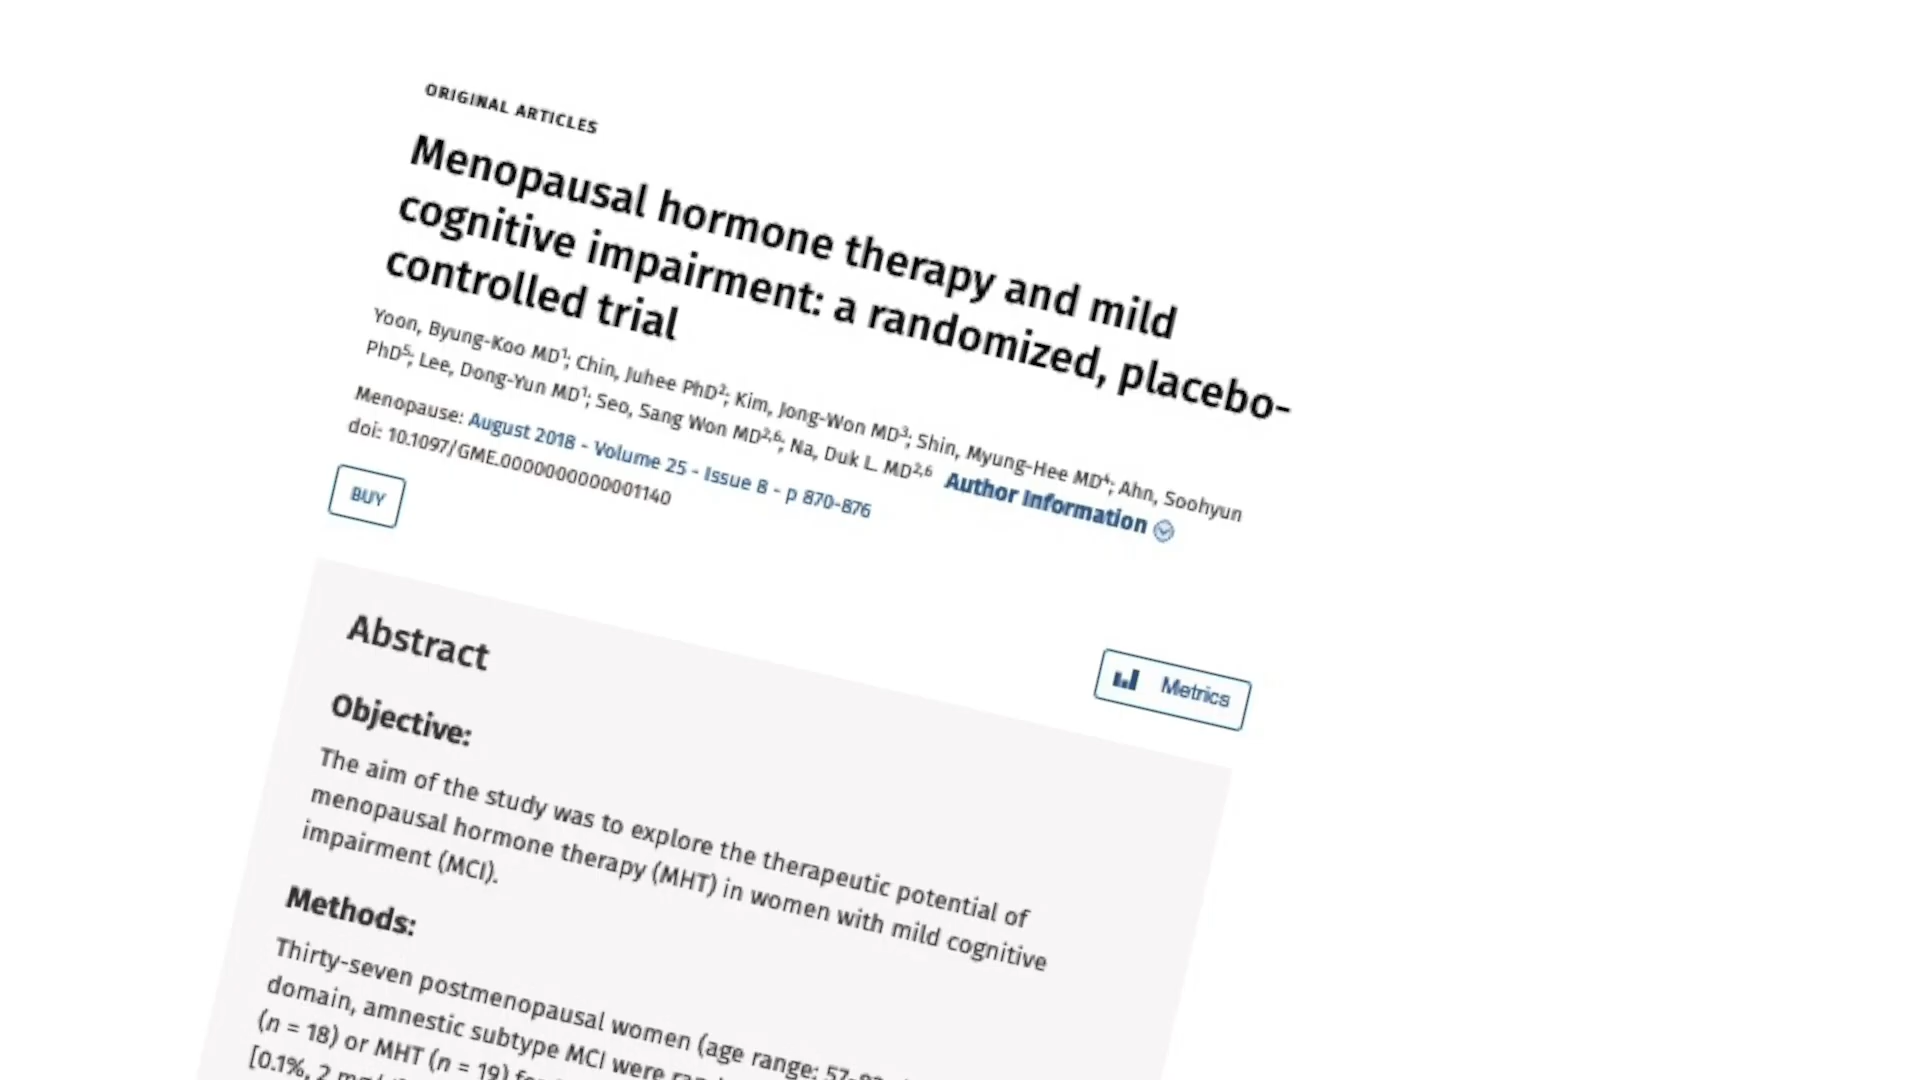 ORIGINAL ARTICLES
Menopausal hormone therapy and mild
cognitive impairment: a randomized, placebo-
controlled trial
Yoon, Byung-Koo MD1; Chin, Juhee PhD2; Kim, Jong-Won MD3; Shin, Myung-Hee MD4; Ahn, Soohyun
PhD5; Lee, Dong-Yun MD1; Seo, Sang Won MD2,6; Na, Duk L. MD2,6 Author Information
Menopause: August 2018 - Volume 25 - Issue 8 - p 870-876
doi: 10.1097/GME.0000000000001140
BUY
Metrics
Abstract
Objective:
The aim of the study was to explore the therapeutic potential of
menopausal hormone therapy (MHT) in women with mild cognitive
impairment (MCI).
Methods:
Thirty-seven postmenopausal women (age range:
domain, amnestic subtype MCI were
(n = 18) or MHT (n = 19)
[0.1%, 2